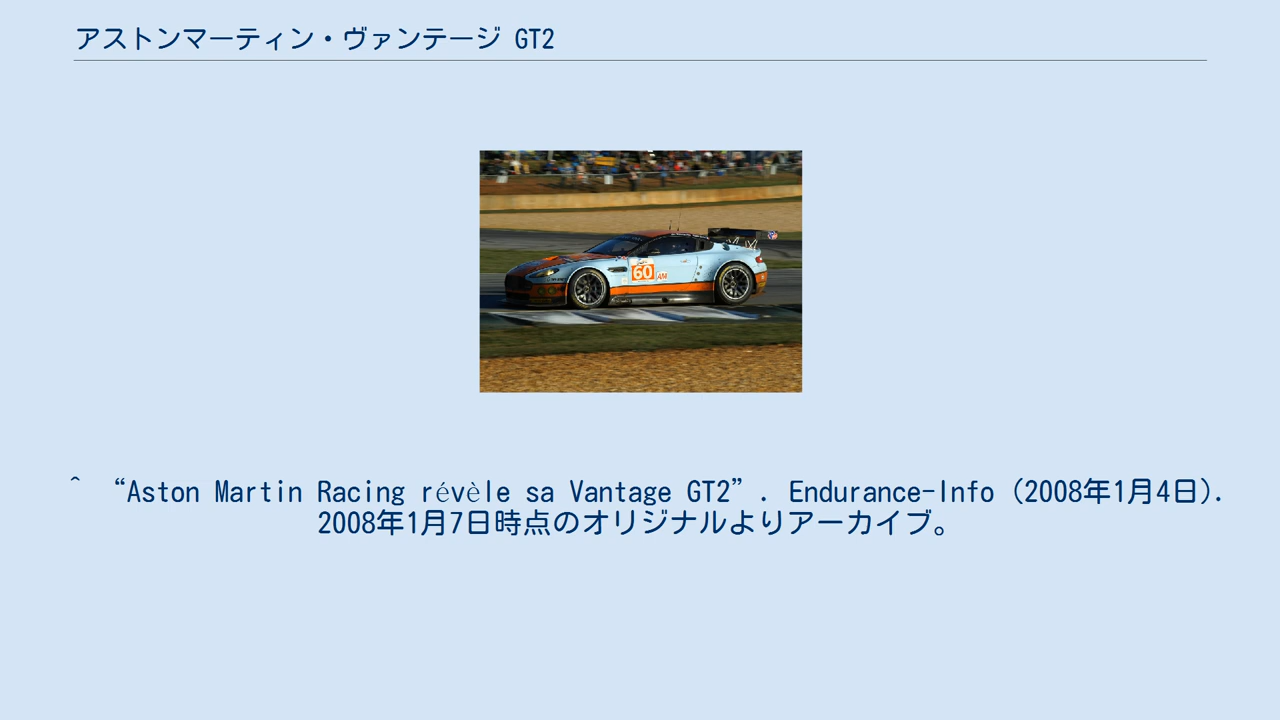 アストンマーティン・ヴァンテージ GT2
60
AM
^ “Aston Martin Racing révèle sa Vantage GT2”. Endurance-Info (2008年1月4日).
2008年1月7日時点のオリジナルよりアーカイブ。